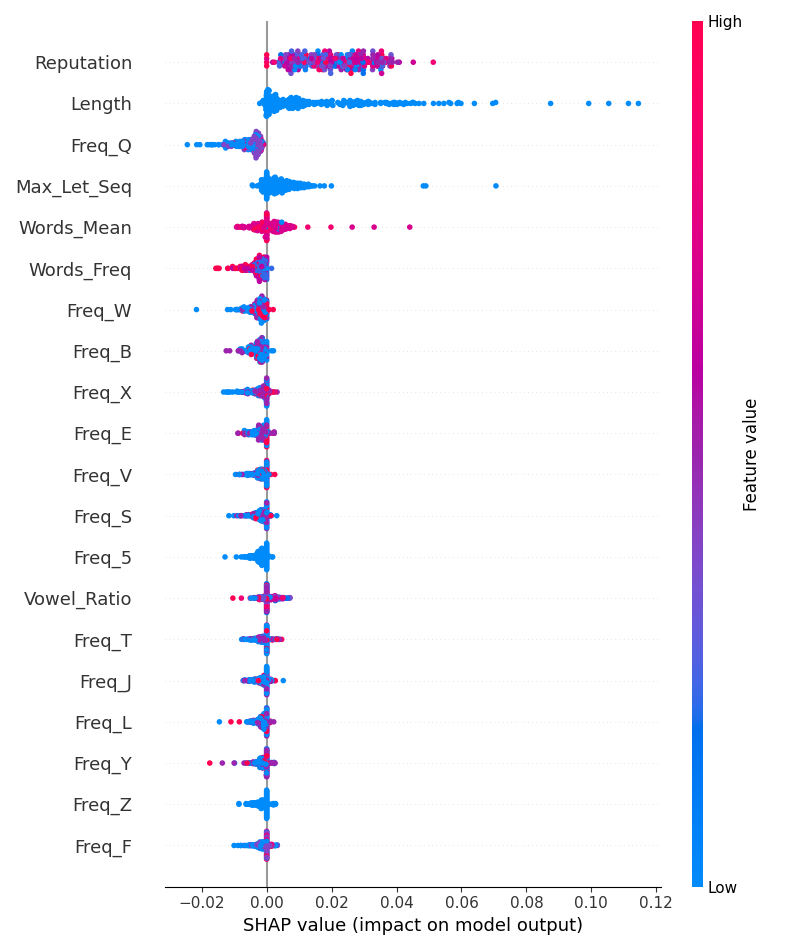 High
Reputation
Length
Freq_Q
Max_Let_Seq
Words_Mean
Words_Freq
Freq_W
Freq_B
Freq_X
Freq_E
Freq_V
Freq_S
Freq_5
Vowel_Ratio
Freq_T
Freq_J
Freq_L
Freq_Y
Freq_Z
Freq_F
Feature value
Low
−0.02 0.00 0.02 0.04 0.06 0.08 0.10 0.12
SHAP value (impact on model output)